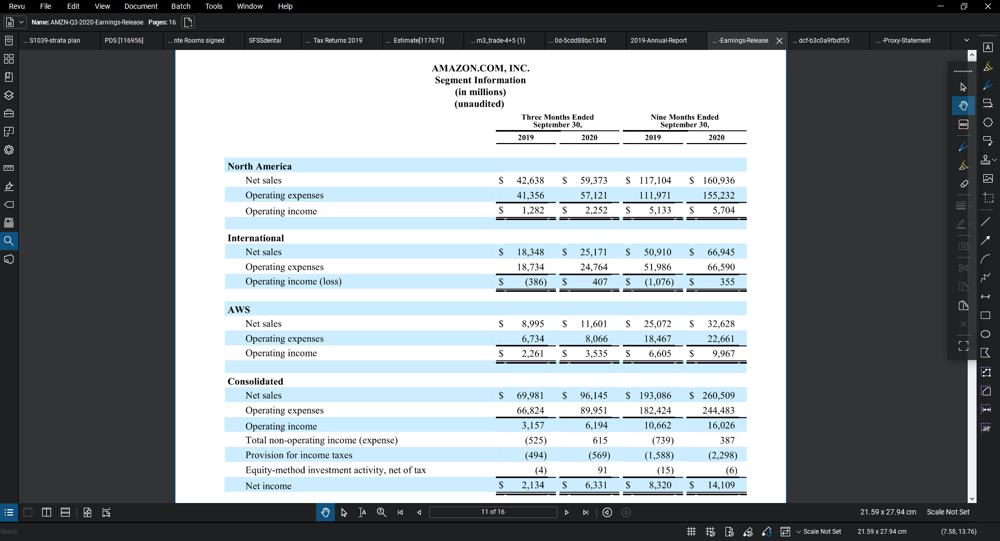 Revu File Edit View Document Batch Tools Window Help
Name: AMZN-Q3-2020-Earnings-Release Pages: 16
... S1039-strata plan PDS [116956] ... nte Rooms signed SFSSdental ... Tax Returns 2019 ... Estimate[117671] ... m3_trade-4+5 (1) ... 0d-5cdd88bc1345 2019-Annual-Report ... -Earnings-Release ... dcf-b3c0a9fbdf55 ... -Proxy-Statement
AMAZON.COM, INC.
Segment Information
(in millions)
(unaudited)
Three Months Ended Nine Months Ended
September 30, September 30,
2019 2020 2019 2020
North America
Net sales $ 42,638 $ 59,373 $ 117,104 $ 160,936
Operating expenses 41,356 57,121 111,971 155,232
Operating income $ 1,282 $ 2,252 $ 5,133 $ 5,704
International
Net sales $ 18,348 $ 25,171 $ 50,910 $ 66,945
Operating expenses 18,734 24,764 51,986 66,590
Operating income (loss) $ (386) $ 407 $ (1,076) $ 355
AWS
Net sales $ 8,995 $ 11,601 $ 25,072 $ 32,628
Operating expenses 6,734 8,066 18,467 22,661
Operating income $ 2,261 $ 3,535 $ 6,605 $ 9,967
Consolidated
Net sales $ 69,981 $ 96,145 $ 193,086 $ 260,509
Operating expenses 66,824 89,951 182,424 244,483
Operating income 3,157 6,194 10,662 16,026
Total non-operating income (expense) (525) 615 (739) 387
Provision for income taxes (494) (569) (1,588) (2,298)
Equity-method investment activity, net of tax (4) 91 (15) (6)
Net income $ 2,134 $ 6,331 $ 8,320 $ 14,109
esc
11 of 16 21.59 x 27.94 cm Scale Not Set
Ready Scale Not Set 21.59 x 27.94 cm (7.58, 13.76)